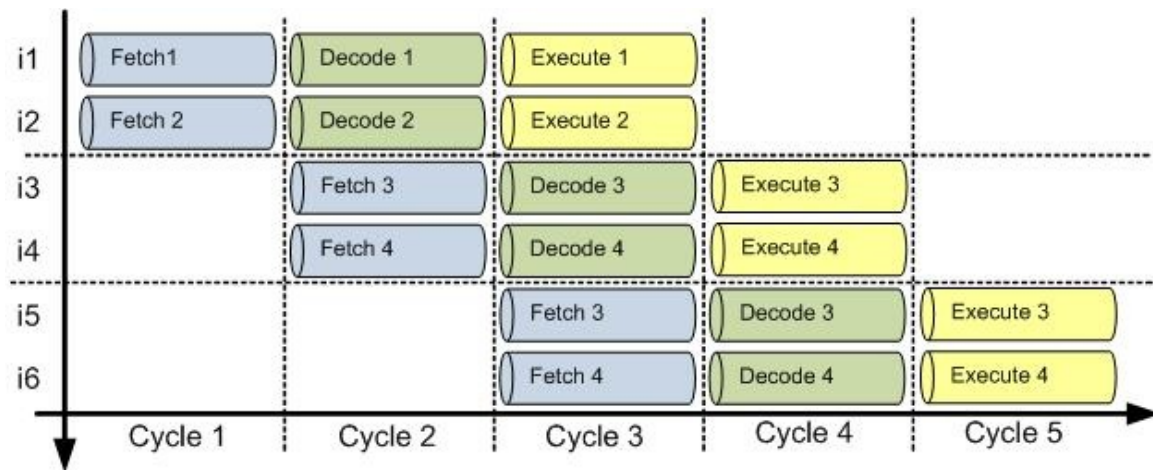 i1 Fetch1 Decode 1 Execute 1
i2 Fetch 2 Decode 2 Execute 2
i3 Fetch 3 Decode 3 Execute 3
i4 Fetch 4 Decode 4 Execute 4
i5 Fetch 3 Decode 3 Execute 3
i6 Fetch 4 Decode 4 Execute 4
Cycle 1 Cycle 2 Cycle 3 Cycle 4 Cycle 5